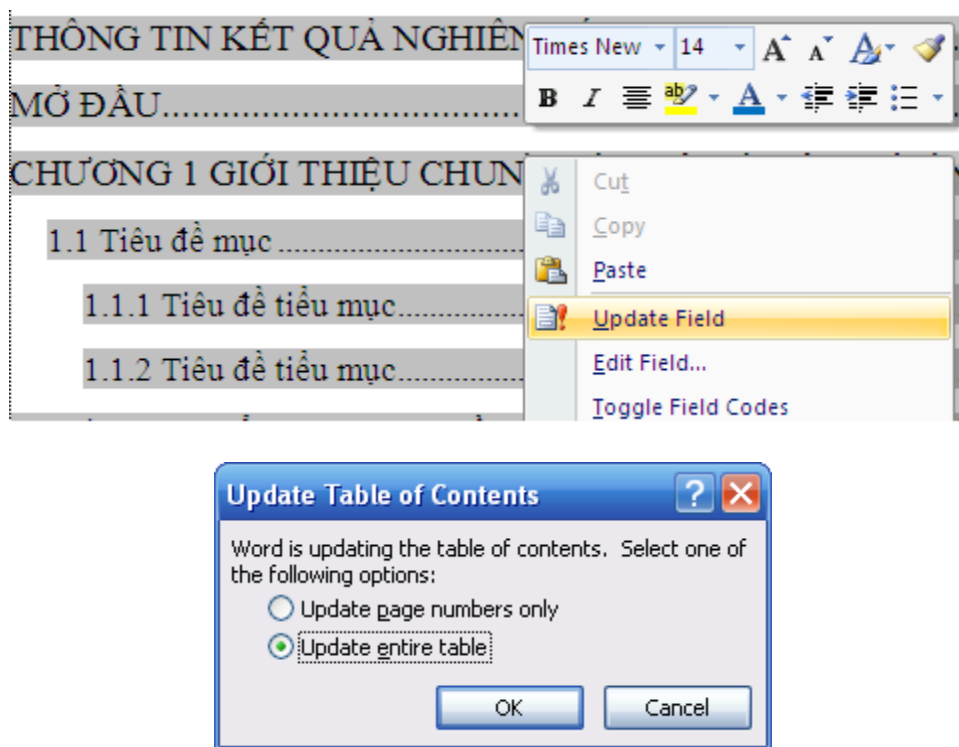 THÔNG TIN KẾT QUẢ NGHIÊN
Times New 14 A A A
MỞ ĐẦU..............................
B I ab A
CHƯƠNG 1 GIỚI THIỆU CHUN
Cut
1.1 Tiêu đề mục ..............................
Copy
Paste
1.1.1 Tiêu đề tiểu mục................
Update Field
1.1.2 Tiêu đề tiểu mục................
Edit Field...
Toggle Field Codes
Update Table of Contents
Word is updating the table of contents. Select one of
the following options:
Update page numbers only
Update entire table
OK Cancel